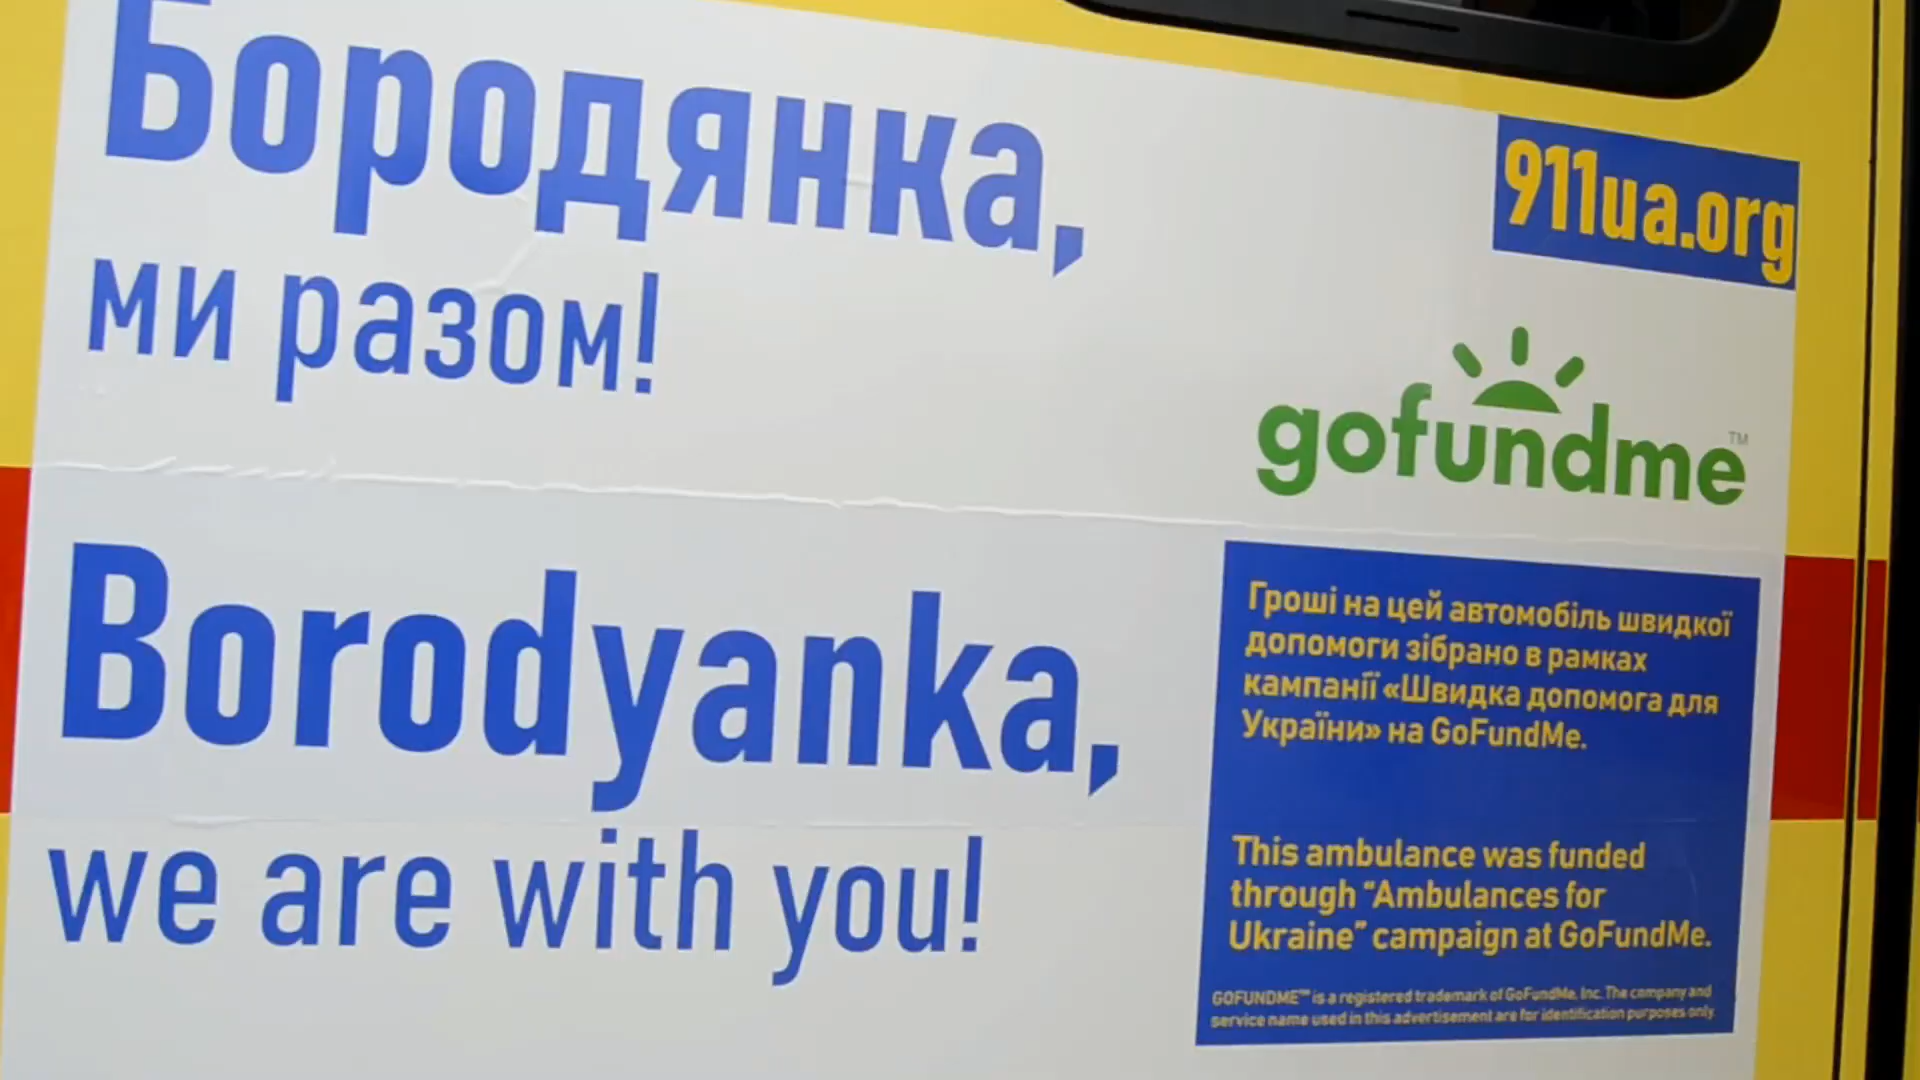 Бородянка,
ми разом!
911ua.org
gofundme™
Borodyanka,
we are with you!
Гроші на цей автомобіль швидкої
допомоги зібрано в рамках
кампанії «Швидка допомога для
України» на GoFundMe.
This ambulance was funded
through “Ambulances for
Ukraine” campaign at GoFundMe.
GOFUNDME™ is a registered trademark of GoFundMe, Inc. The company and
service name used in this advertisement are for identification purposes only.